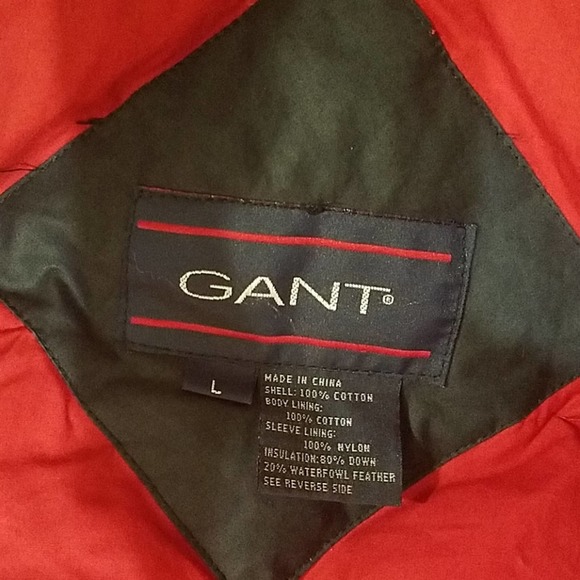 GANT®
L
MADE IN CHINA
SHELL: 100% COTTON
BODY LINING:
100% COTTON
SLEEVE LINING:
100% NYLON
INSULATION: 80% DOWN
20% WATERFOWL FEATHER
SEE REVERSE SIDE